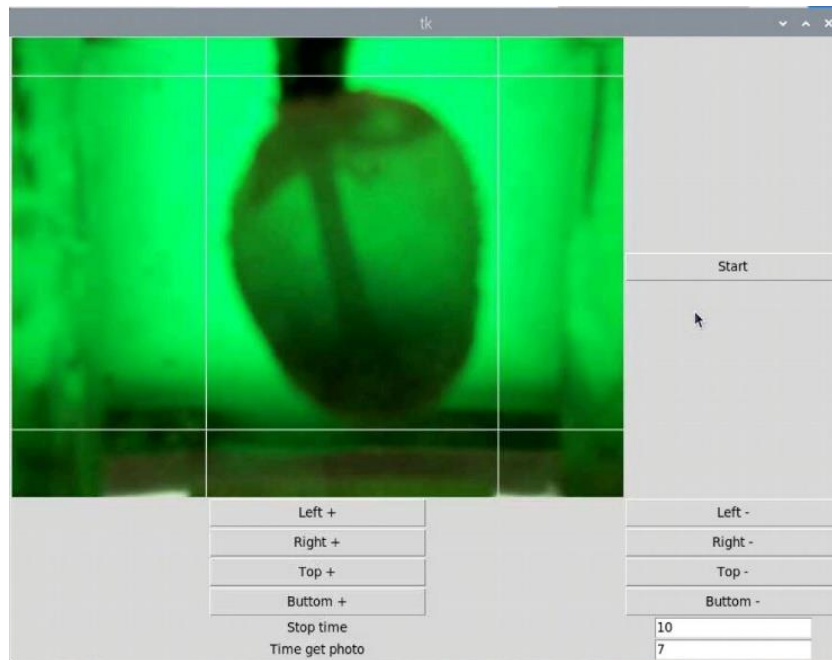 tk
Start
Left +
Left -
Right +
Right -
Top +
Top -
Buttom +
Buttom -
Stop time
10
Time get photo
7